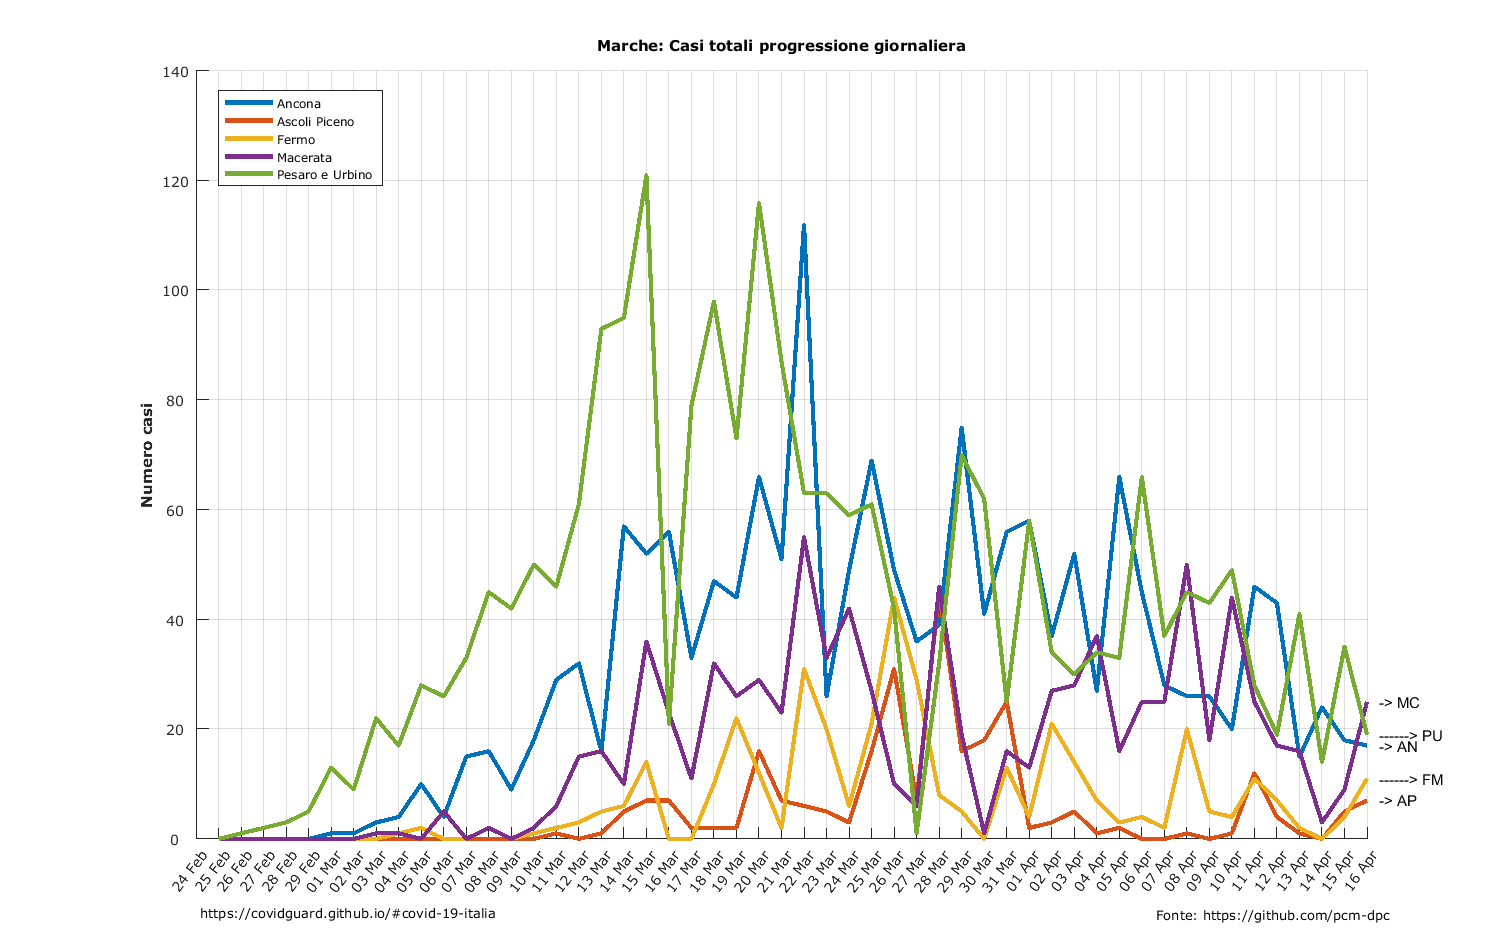 Marche: Casi totali progressione giornaliera
140
120
100
80
60
40
20
0
Numero casi
Ancona
Ascoli Piceno
Fermo
Macerata
Pesaro e Urbino
-> MC
------> PU
-> AN
------> FM
-> AP
24 Feb
25 Feb
26 Feb
27 Feb
28 Feb
29 Feb
01 Mar
02 Mar
03 Mar
04 Mar
05 Mar
06 Mar
07 Mar
08 Mar
09 Mar
10 Mar
11 Mar
12 Mar
13 Mar
14 Mar
15 Mar
16 Mar
17 Mar
18 Mar
19 Mar
20 Mar
21 Mar
22 Mar
23 Mar
24 Mar
25 Mar
26 Mar
27 Mar
28 Mar
29 Mar
30 Mar
31 Mar
01 Apr
02 Apr
03 Apr
04 Apr
05 Apr
06 Apr
07 Apr
08 Apr
09 Apr
10 Apr
11 Apr
12 Apr
13 Apr
14 Apr
15 Apr
16 Apr
https://covidguard.github.io/#covid-19-italia
Fonte: https://github.com/pcm-dpc